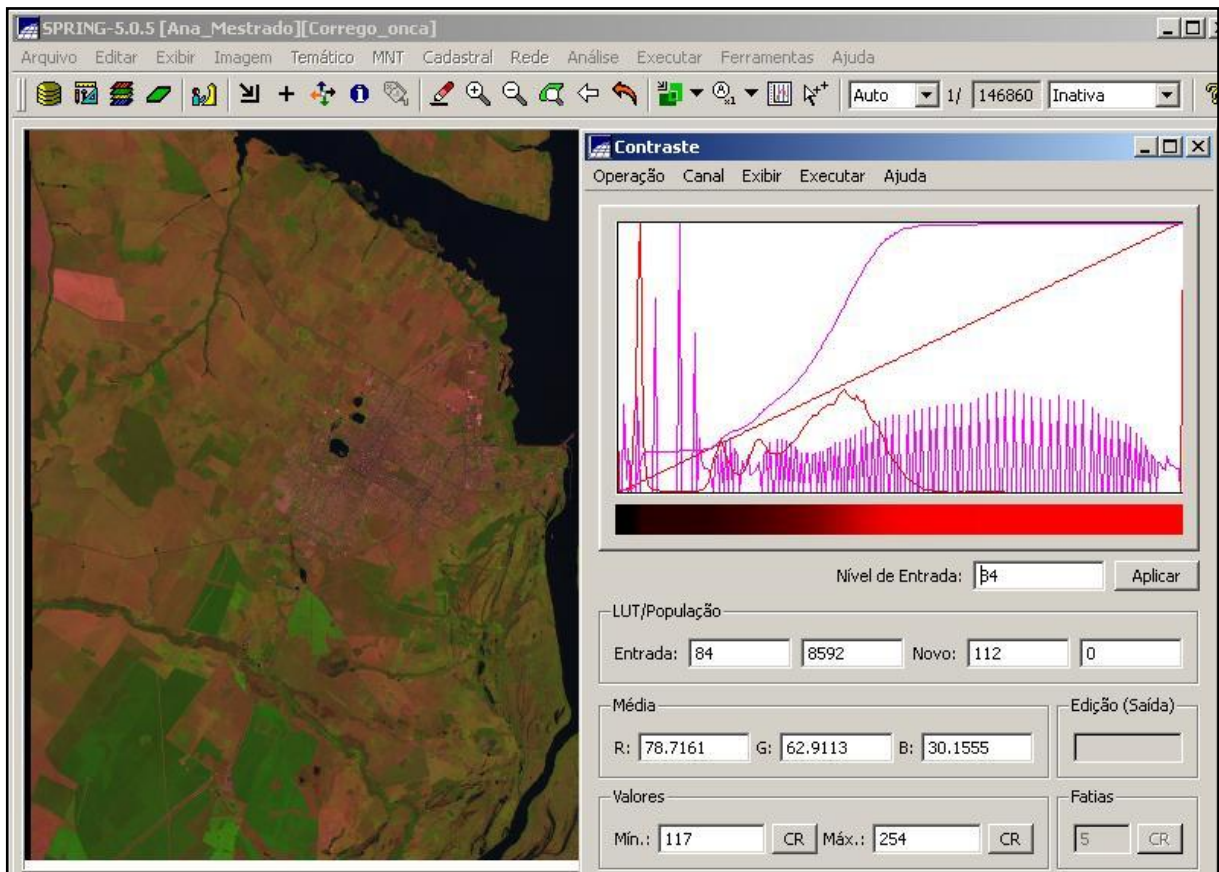 SPRING-5.0.5 [Ana_Mestrado][Corrego_onca]
Arquivo Editar Exibir Imagem Temático MNT Cadastral Rede Análise Executar Ferramentas Ajuda
Auto 1/ 146860 Inativa
Contraste
Operação Canal Exibir Executar Ajuda
Nível de Entrada: 84 Aplicar
LUT/População
Entrada: 84 8592 Novo: 112 0
Média Edição (Saída)
R: 78.7161 G: 62.9113 B: 30.1555
Valores Fatias
Mín.: 117 CR Máx.: 254 CR 5 CR